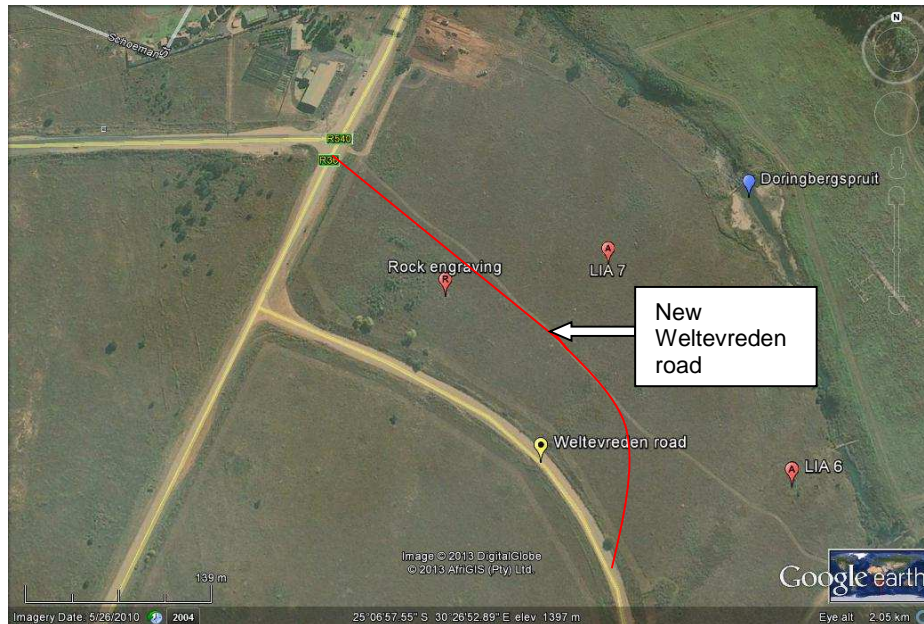 N
Schoeman St
R540
R36
Doringbergspruit
A
LIA 7
Rock engraving
R
New
Weltevreden
road
Weltevreden road
A
LIA 6
Image © 2013 DigitalGlobe
© 2013 AfriGIS (Pty) Ltd.
139 m
Google earth
Imagery Date: 5/26/2010
2004
25°06'57.55" S 30°26'52.89" E elev 1397 m
Eye alt 2.05 km